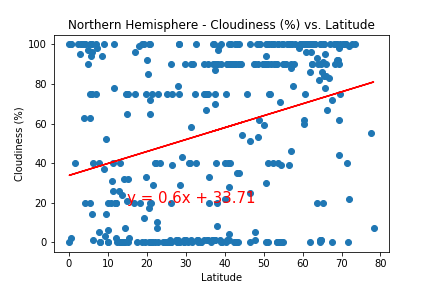 Northern Hemisphere - Cloudiness (%) vs. Latitude
Cloudiness (%)
100
80
60
40
20
0
y = 0.6x + 33.71
0 10 20 30 40 50 60 70 80
Latitude